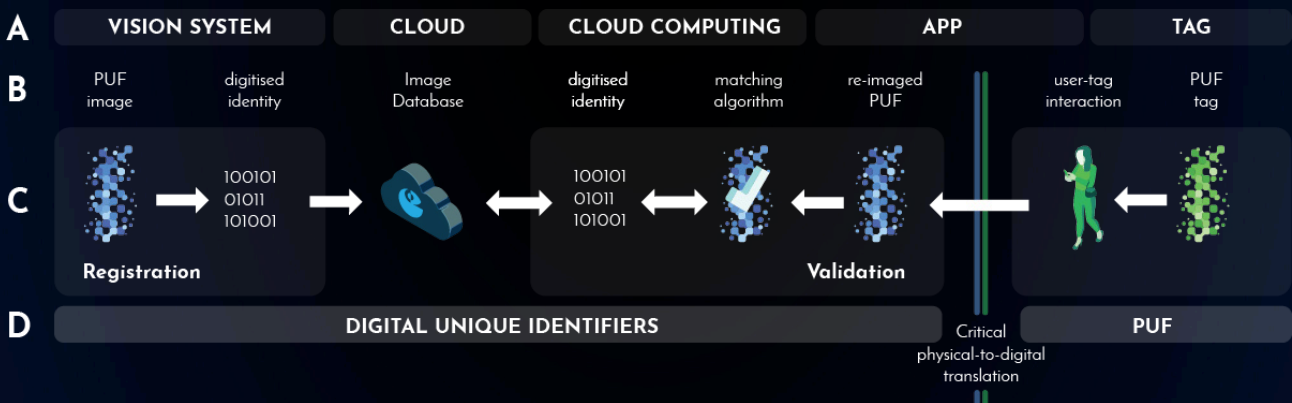 A
VISION SYSTEM
CLOUD
CLOUD COMPUTING
APP
TAG
B
PUF
image
digitised
identity
Image
Database
digitised
identity
matching
algorithm
re-imaged
PUF
user-tag
interaction
PUF
tag
C
100101
01011
101001
100101
01011
101001
Registration
Validation
D
DIGITAL UNIQUE IDENTIFIERS
Critical
physical-to-digital
translation
PUF